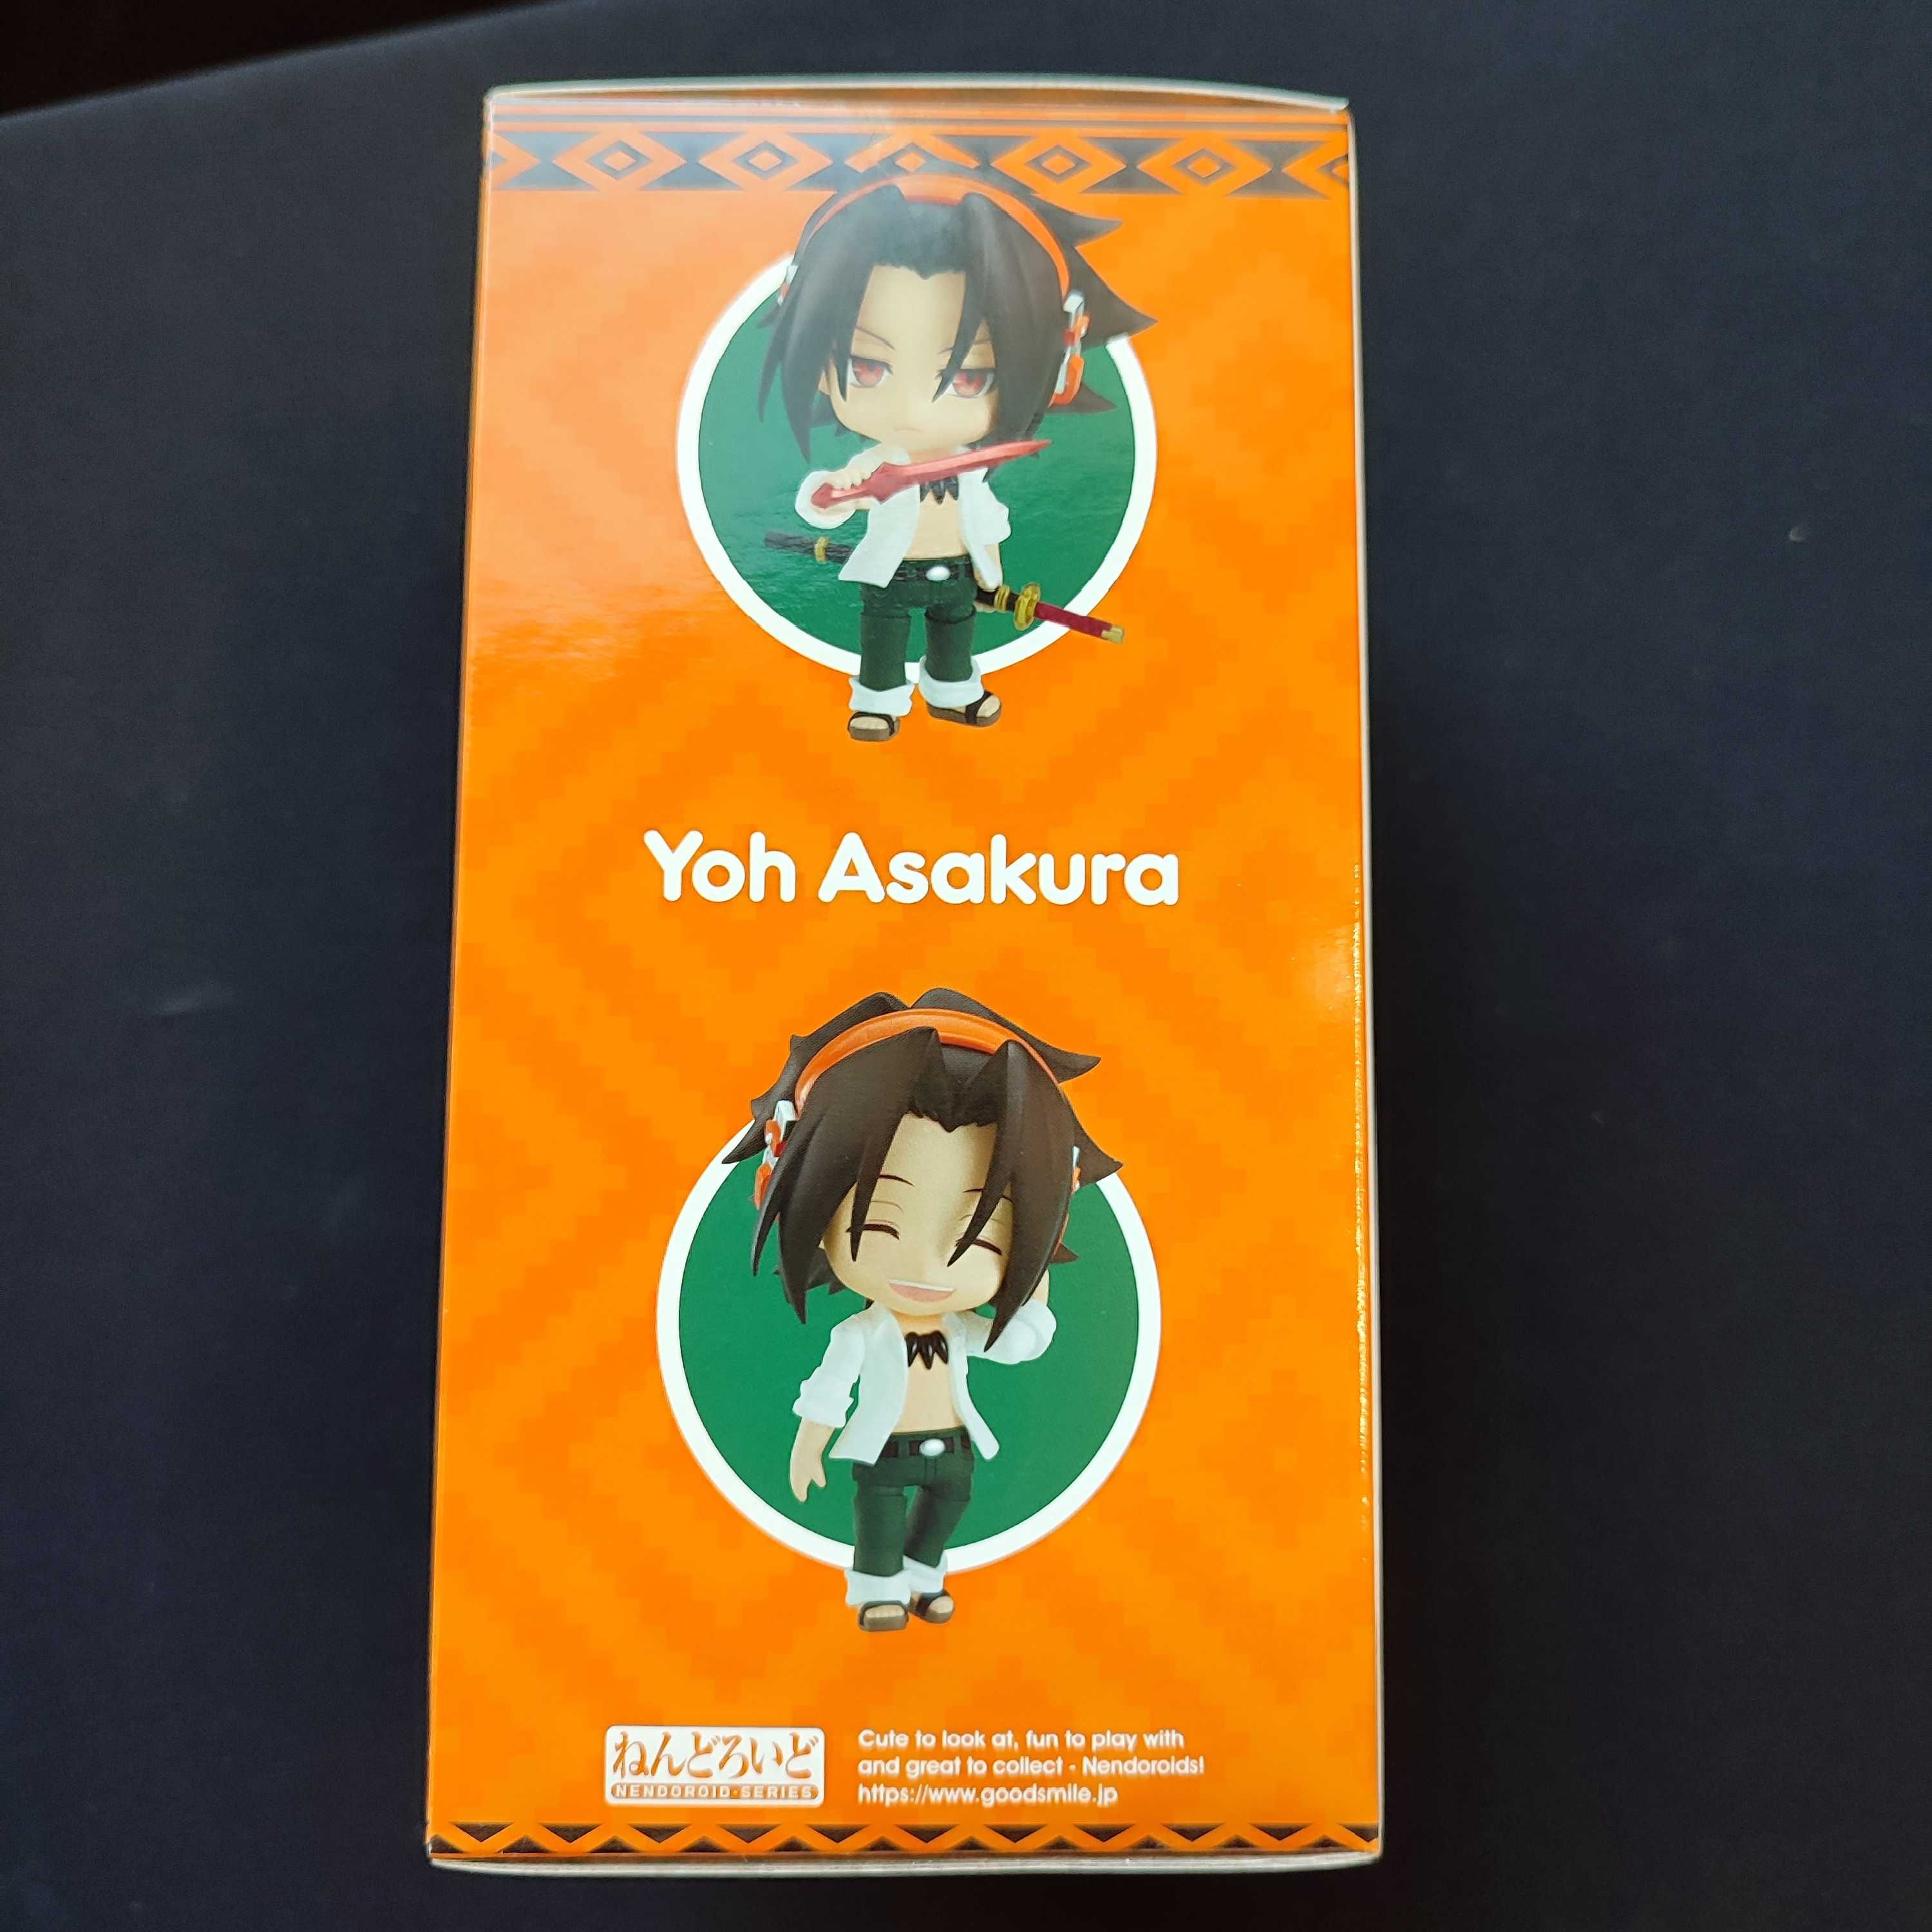 Yoh Asakura
ねんどろいど
NENDOROID SERIES
Cute to look at, fun to play with
and great to collect - Nendoroids!
https://www.goodsmile.jp